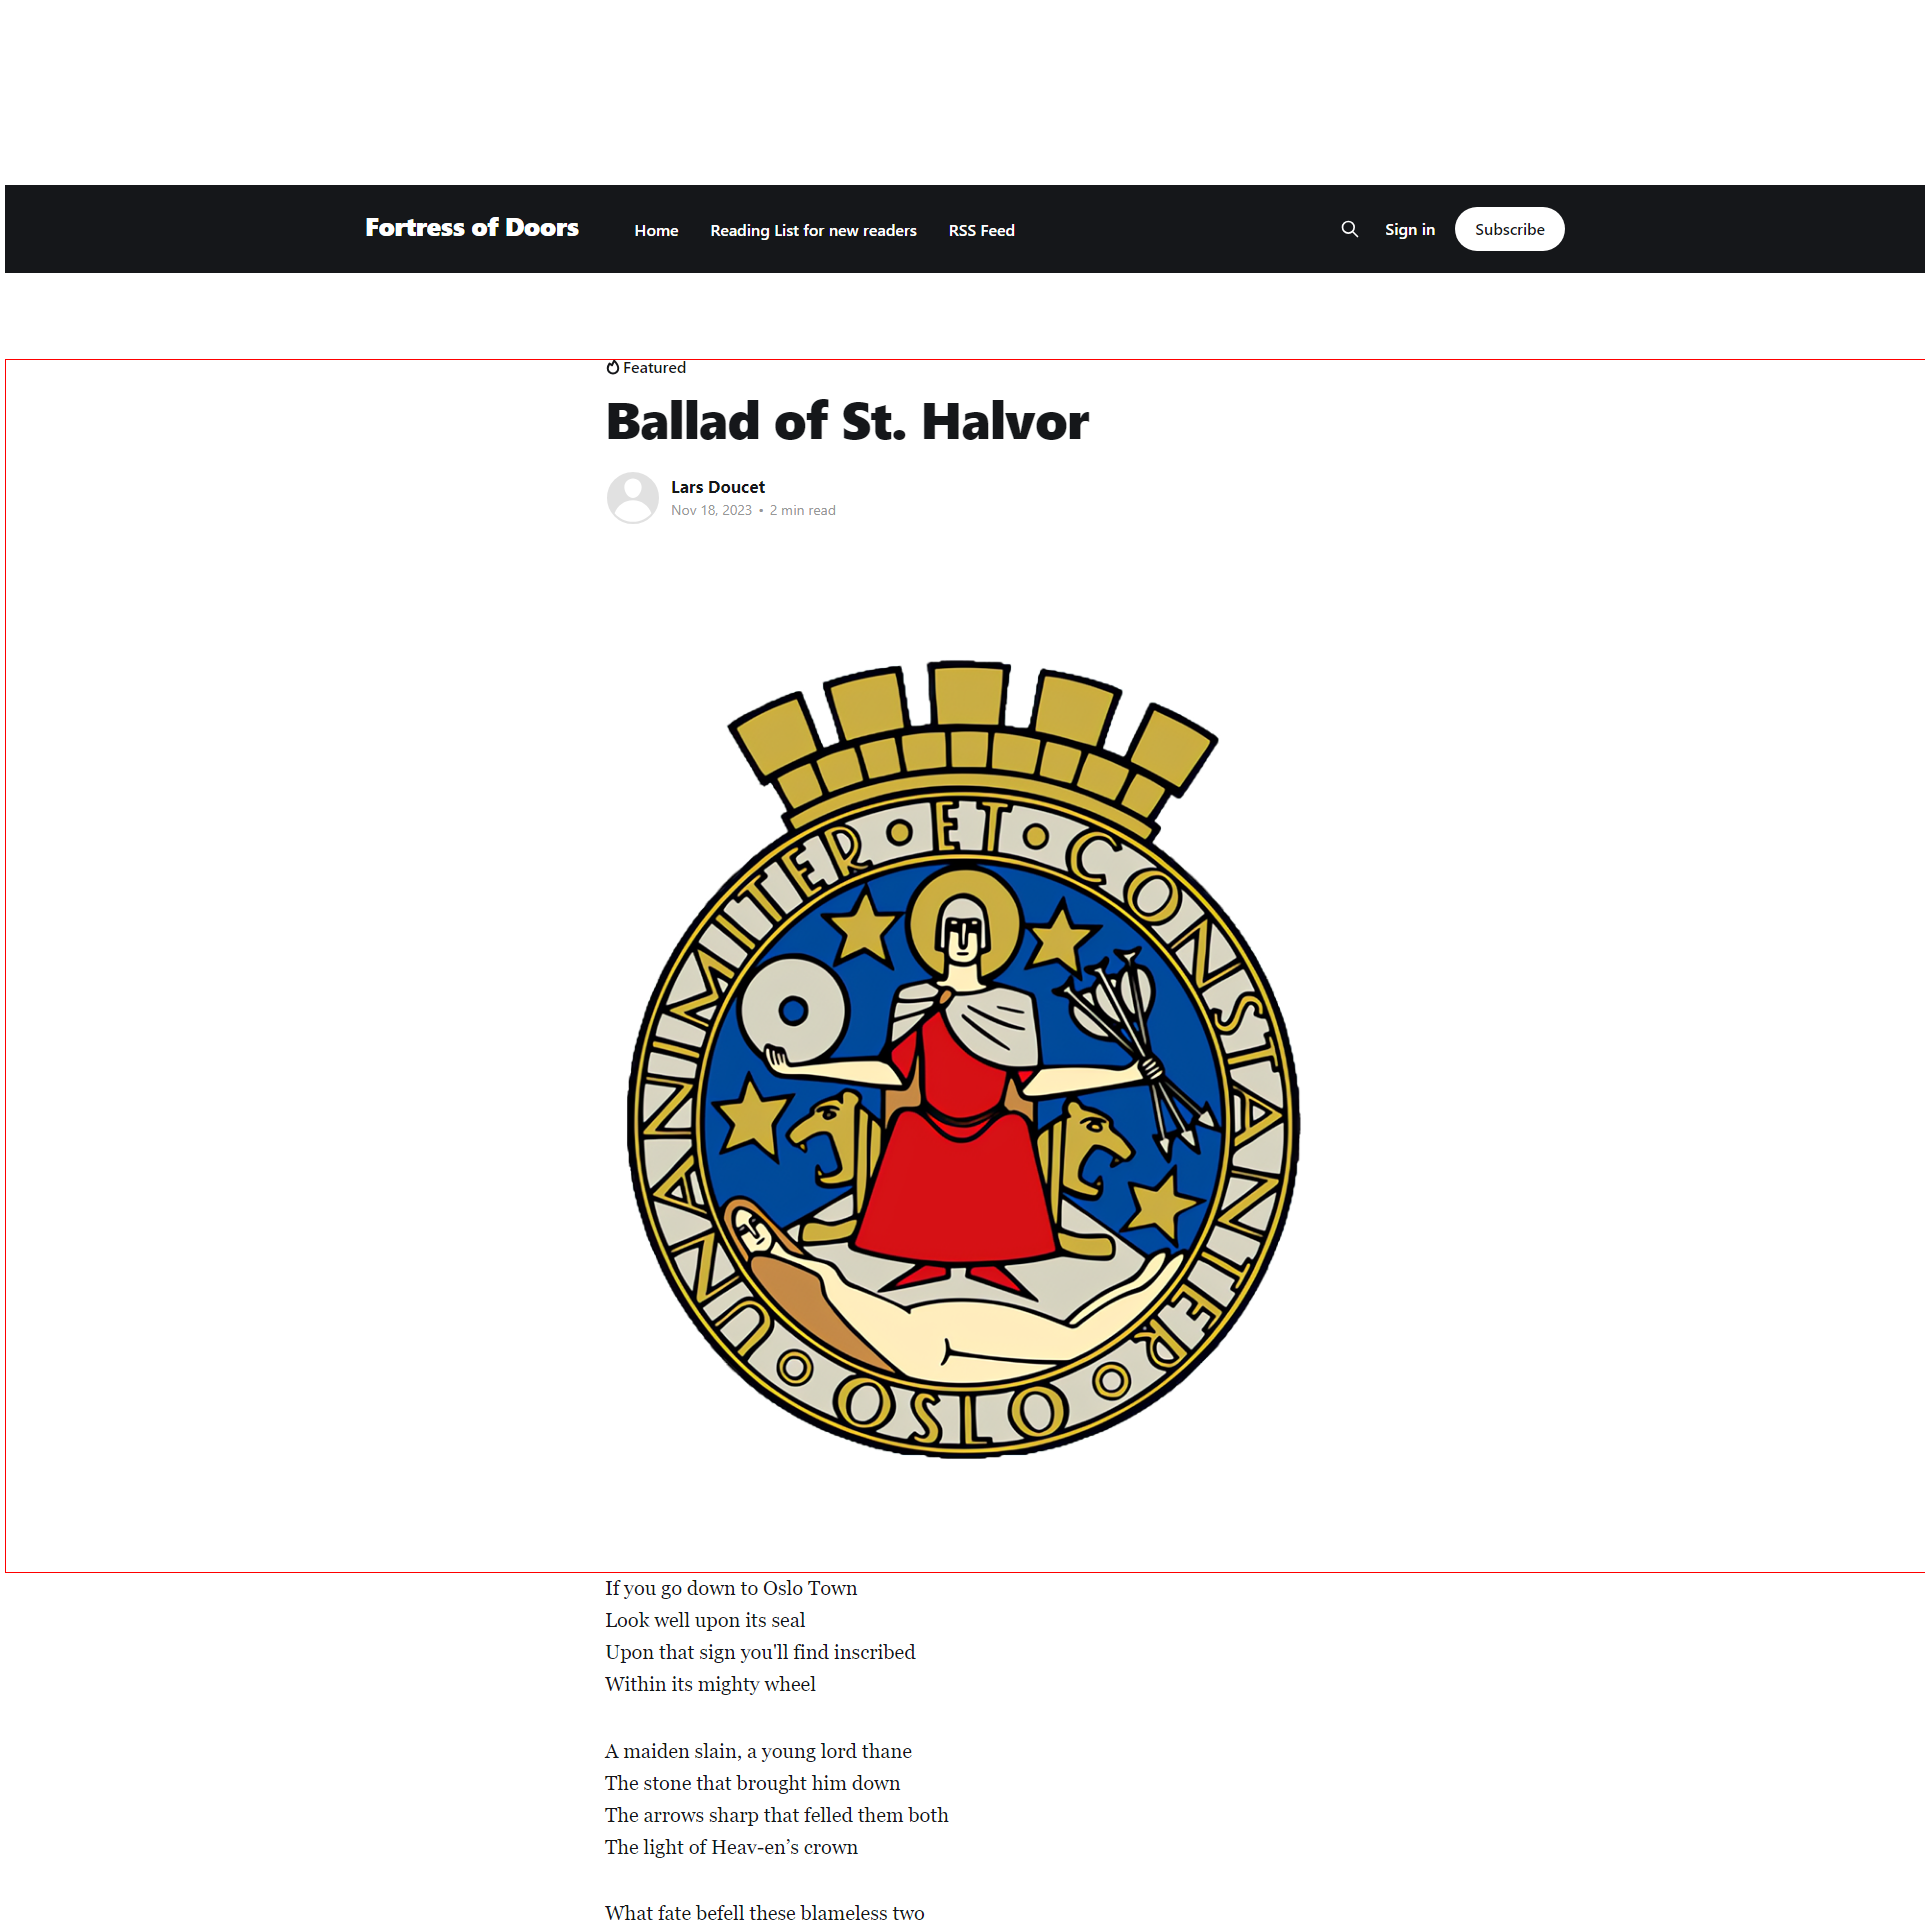 Fortress of Doors
Home
Reading List for new readers
RSS Feed
Sign in
Subscribe
Featured
Ballad of St. Halvor
Lars Doucet
Nov 18, 2023 • 2 min read
UNANIMITER · ET · CONSTANTER
OSLO
If you go down to Oslo Town
Look well upon its seal
Upon that sign you'll find inscribed
Within its mighty wheel
A maiden slain, a young lord thane
The stone that brought him down
The arrows sharp that felled them both
The light of Heav-en’s crown
What fate befell these blameless two